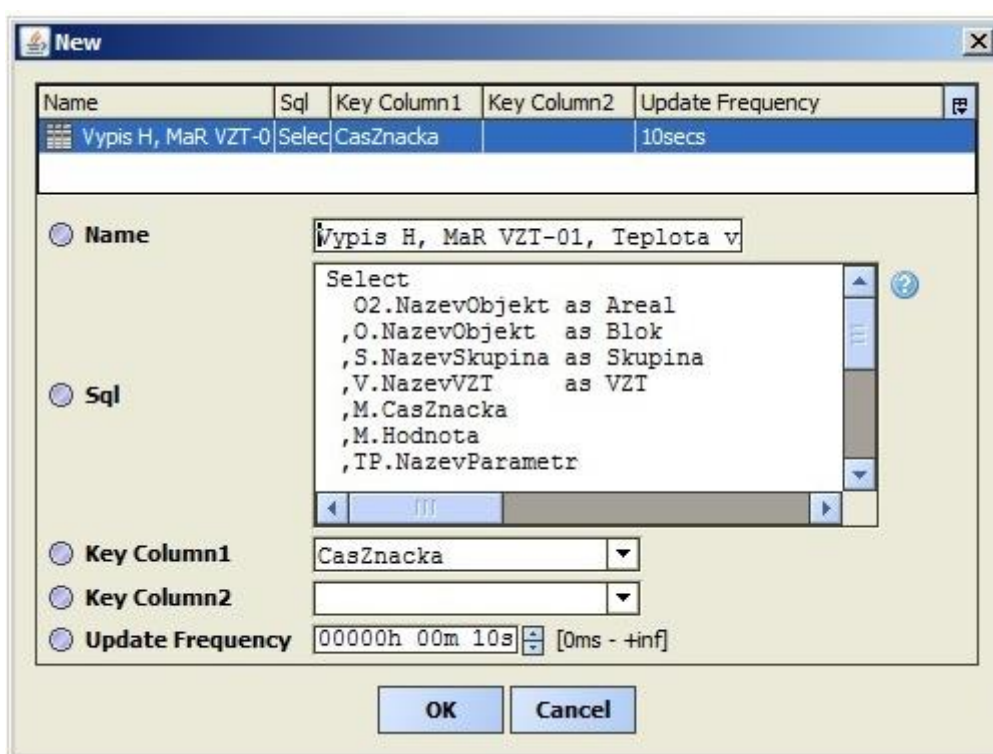 New
Name Sql Key Column1 Key Column2 Update Frequency
Vypis H, MaR VZT-0 Selec CasZnacka 10secs
Name Vypis H, MaR VZT-01, Teplota v
Select
O2.NazevObjekt as Areal
,O.NazevObjekt as Blok
,S.NazevSkupina as Skupina
Sql ,V.NazevVZT as VZT
,M.CasZnacka
,M.Hodnota
,TP.NazevParametr
Key Column1 CasZnacka
Key Column2
Update Frequency 00000h 00m 10s [0ms - +inf]
OK Cancel